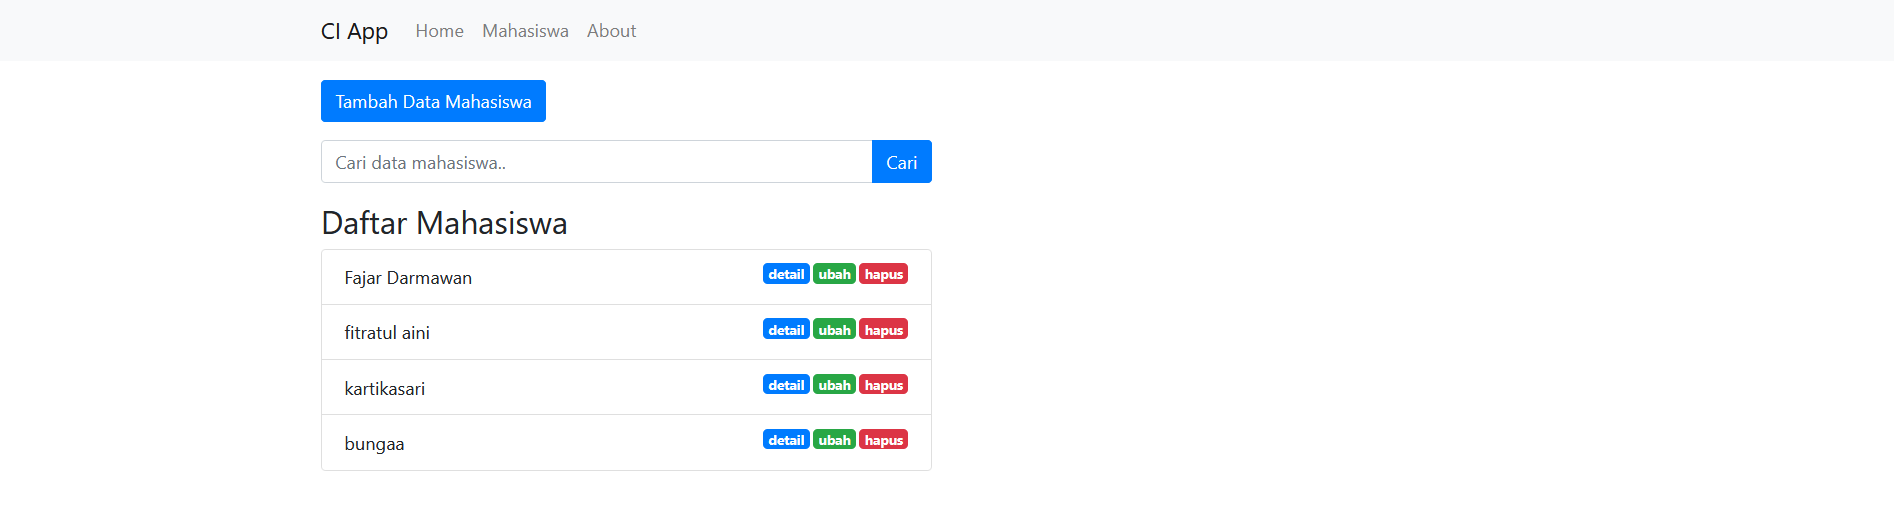 CI App Home Mahasiswa About
Tambah Data Mahasiswa
Cari data mahasiswa.. Cari
Daftar Mahasiswa
Fajar Darmawan detail ubah hapus
fitratul aini detail ubah hapus
kartikasari detail ubah hapus
bungaa detail ubah hapus